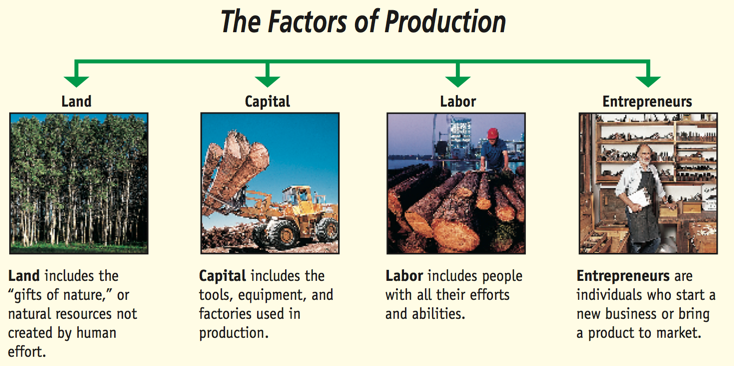 The Factors of Production
Land
Capital
Labor
Entrepreneurs
Land includes the
“gifts of nature,” or
natural resources not
created by human
effort.
Capital includes the
tools, equipment, and
factories used in
production.
Labor includes people
with all their efforts
and abilities.
Entrepreneurs are
individuals who start a
new business or bring
a product to market.